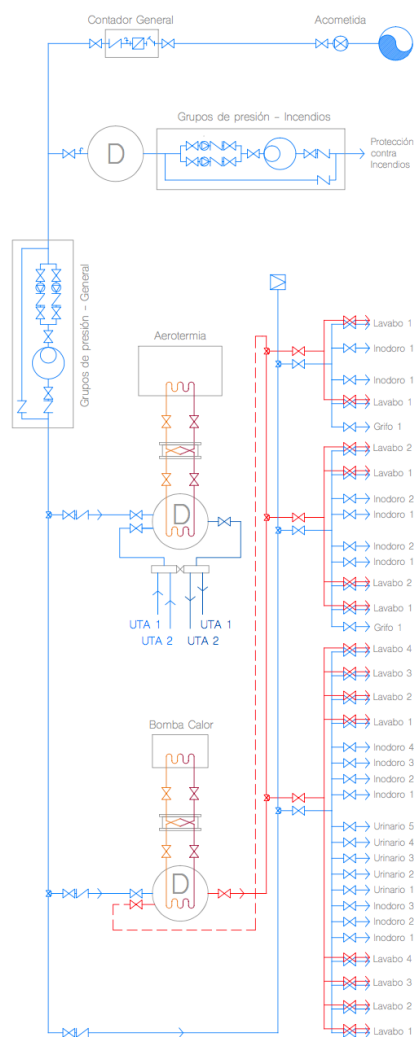 Contador General
Acometida
Grupos de presión - Incendios
D
Protección
contra
Incendios
Grupos de presión - General
Aerotermia
D
UTA 1
UTA 2
UTA 1
UTA 2
Bomba Calor
D
Lavabo 1
Inodoro 1
Inodoro 1
Lavabo 1
Grifo 1
Lavabo 2
Lavabo 1
Inodoro 2
Inodoro 1
Inodoro 2
Inodoro 1
Lavabo 2
Lavabo 1
Grifo 1
Lavabo 4
Lavabo 3
Lavabo 2
Lavabo 1
Inodoro 4
Inodoro 3
Inodoro 2
Inodoro 1
Urinario 5
Urinario 4
Urinario 3
Urinario 2
Urinario 1
Inodoro 3
Inodoro 2
Inodoro 1
Lavabo 4
Lavabo 3
Lavabo 2
Lavabo 1